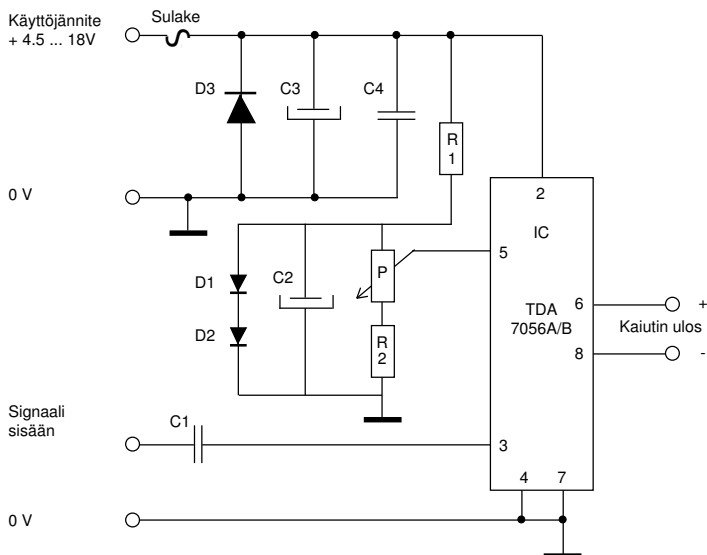 Käyttöjännite
+ 4.5 ... 18V
Sulake
D3
C3
C4
R
1
0 V
2
IC
5
D1
C2
P
D2
R
2
TDA
7056A/B
6
+
Kaiutin ulos
8
-
Signaali
sisään
C1
3
4
7
0 V